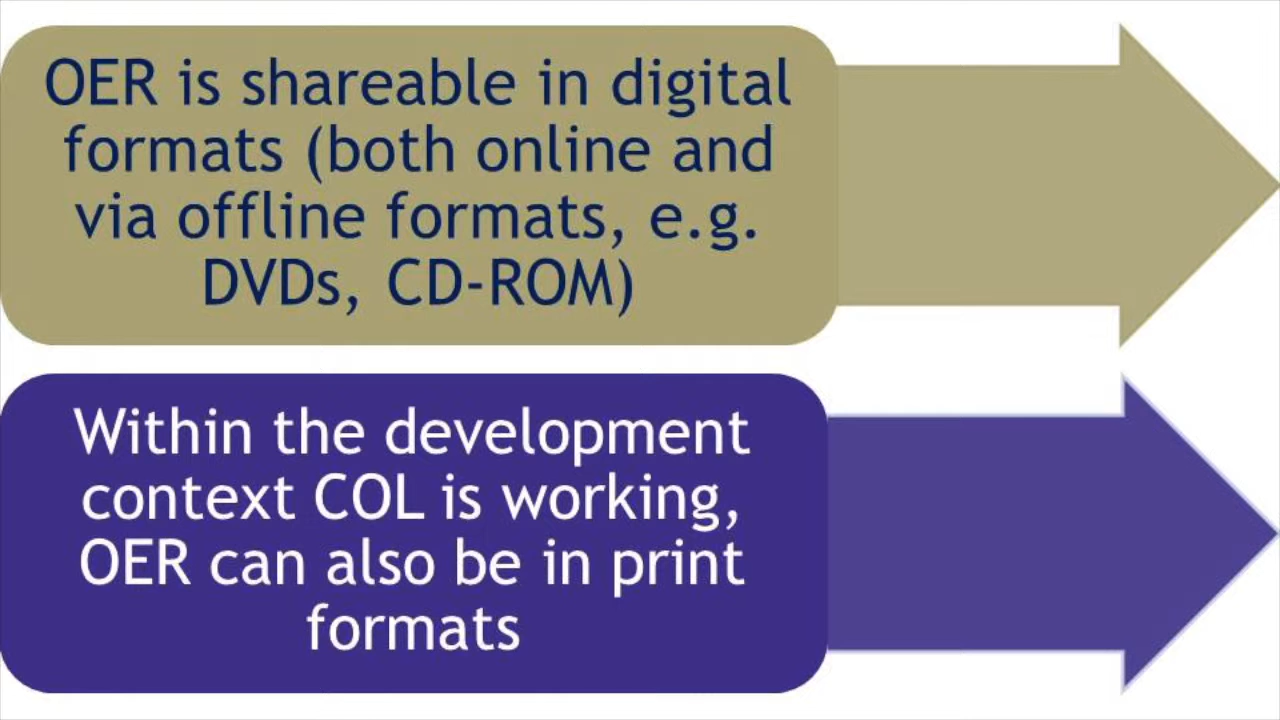 OER is shareable in digital
formats (both online and
via offline formats, e.g.
DVDs, CD-ROM)
Within the development
context COL is working,
OER can also be in print
formats